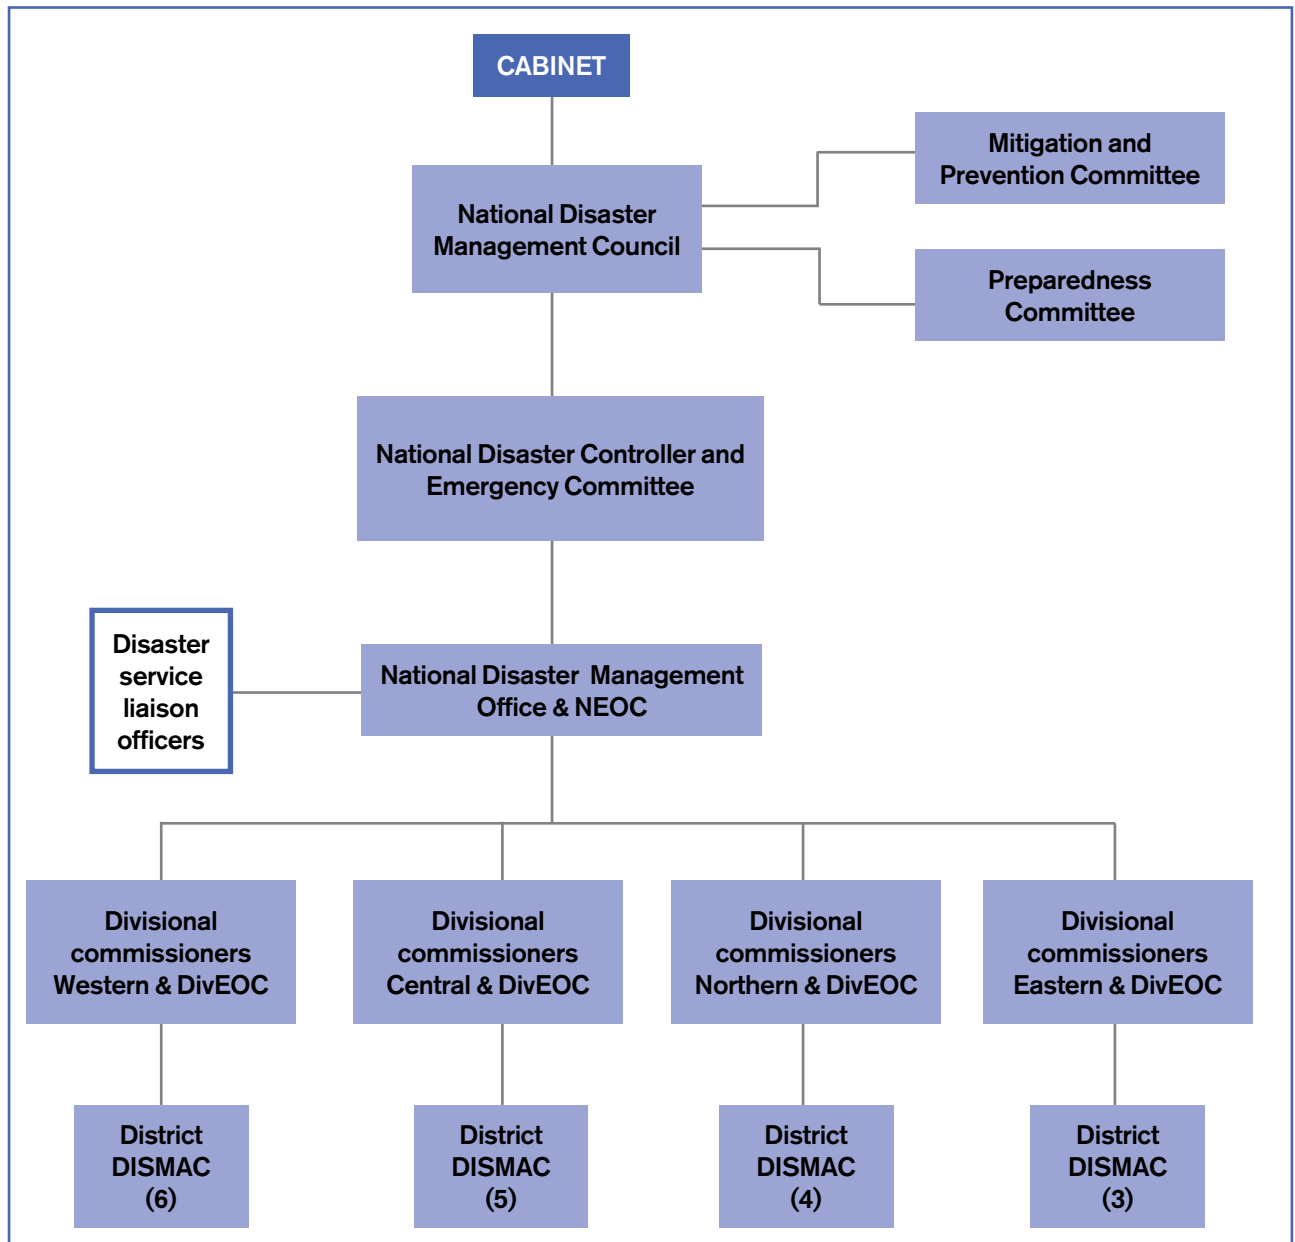 CABINET
Mitigation and
Prevention Committee
National Disaster
Management Council
Preparedness
Committee
National Disaster Controller and
Emergency Committee
Disaster
service
liaison
officers
National Disaster Management
Office & NEOC
Divisional
commissioners
Western & DivEOC
Divisional
commissioners
Central & DivEOC
Divisional
commissioners
Northern & DivEOC
Divisional
commissioners
Eastern & DivEOC
District
DISMAC
(6)
District
DISMAC
(5)
District
DISMAC
(4)
District
DISMAC
(3)